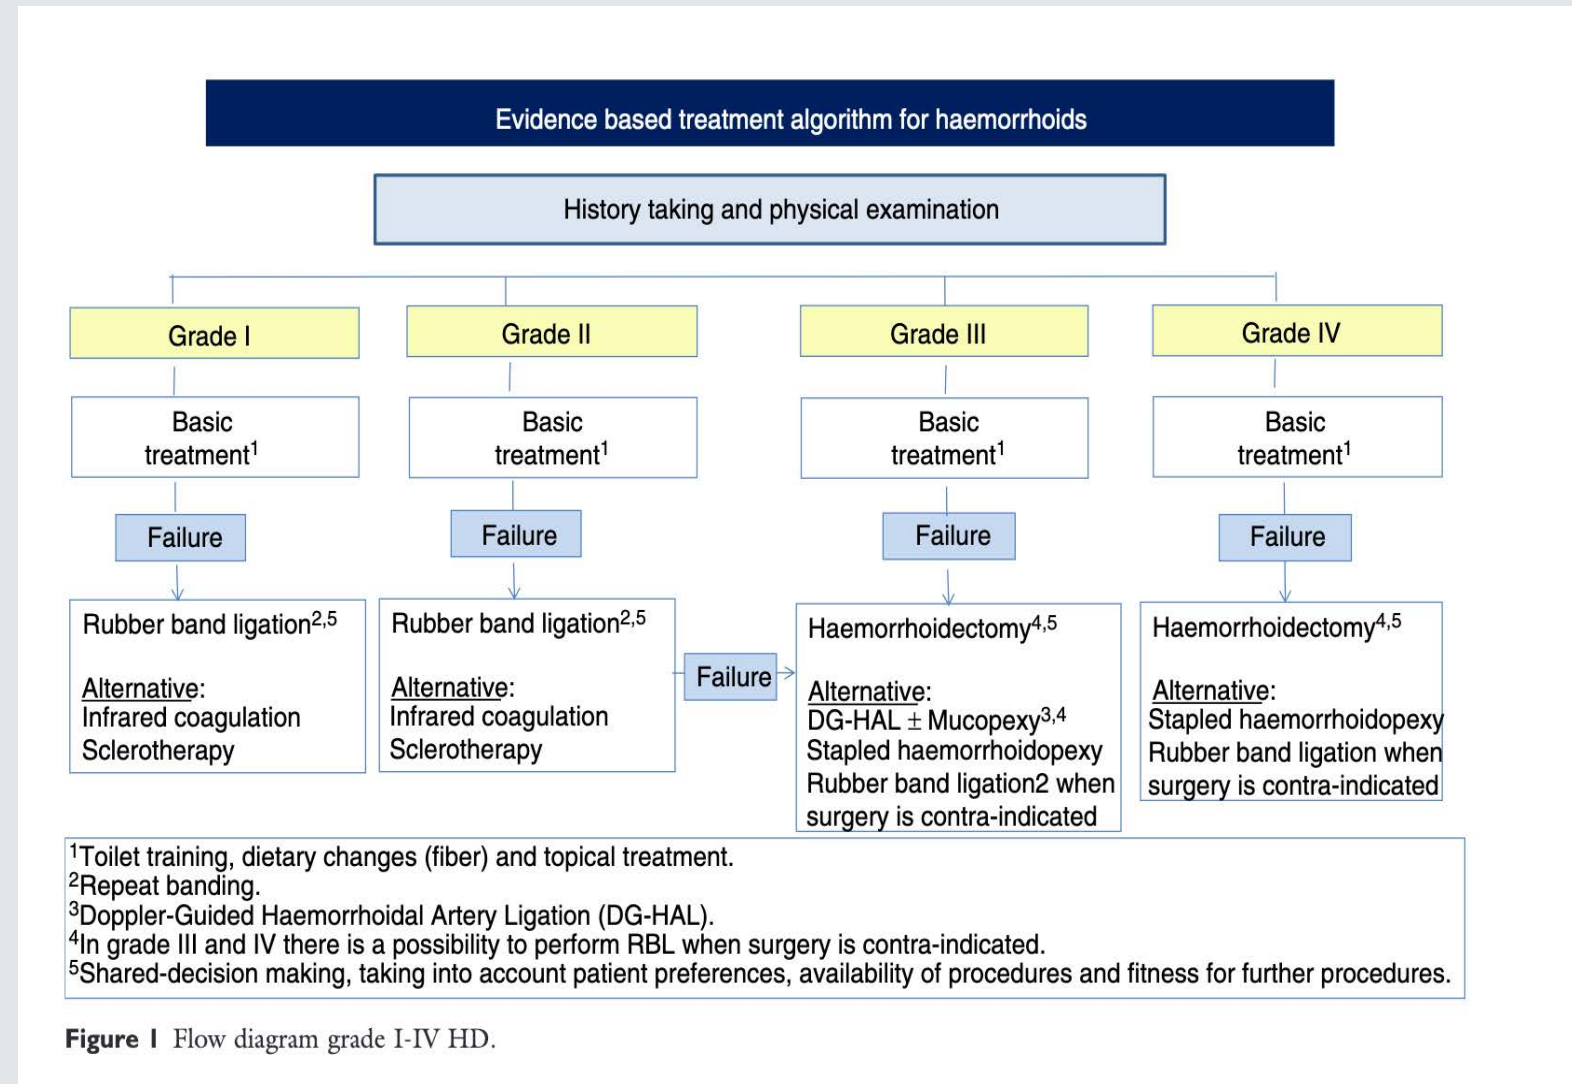 Evidence based treatment algorithm for haemorrhoids
History taking and physical examination
Grade I
Grade II
Grade III
Grade IV
Basic
treatment¹
Basic
treatment¹
Basic
treatment¹
Basic
treatment¹
Failure
Failure
Failure
Failure
Rubber band ligation²,⁵
Alternative:
Infrared coagulation
Sclerotherapy
Rubber band ligation²,⁵
Alternative:
Infrared coagulation
Sclerotherapy
Failure
Haemorrhoidectomy⁴,⁵
Alternative:
DG-HAL ± Mucopexy³,⁴
Stapled haemorrhoidopexy
Rubber band ligation2 when
surgery is contra-indicated
Haemorrhoidectomy⁴,⁵
Alternative:
Stapled haemorrhoidopexy
Rubber band ligation when
surgery is contra-indicated
¹Toilet training, dietary changes (fiber) and topical treatment.
²Repeat banding.
³Doppler-Guided Haemorrhoidal Artery Ligation (DG-HAL).
⁴In grade III and IV there is a possibility to perform RBL when surgery is contra-indicated.
⁵Shared-decision making, taking into account patient preferences, availability of procedures and fitness for further procedures.
Figure I Flow diagram grade I-IV HD.